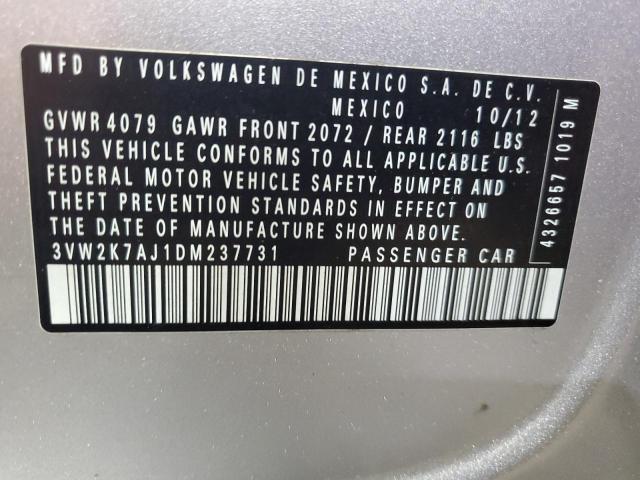 MFD BY VOLKSWAGEN DE MEXICO S.A. DE C.V.
MEXICO 10/12
GVWR 4079 GAWR FRONT 2072 / REAR 2116 LBS
THIS VEHICLE CONFORMS TO ALL APPLICABLE U.S.
FEDERAL MOTOR VEHICLE SAFETY, BUMPER AND
THEFT PREVENTION STANDARDS IN EFFECT ON
THE DATE OF MANUFACTURE SHOWN ABOVE.
3VW2K7AJ1DM237731 PASSENGER CAR
4326657 1019 M